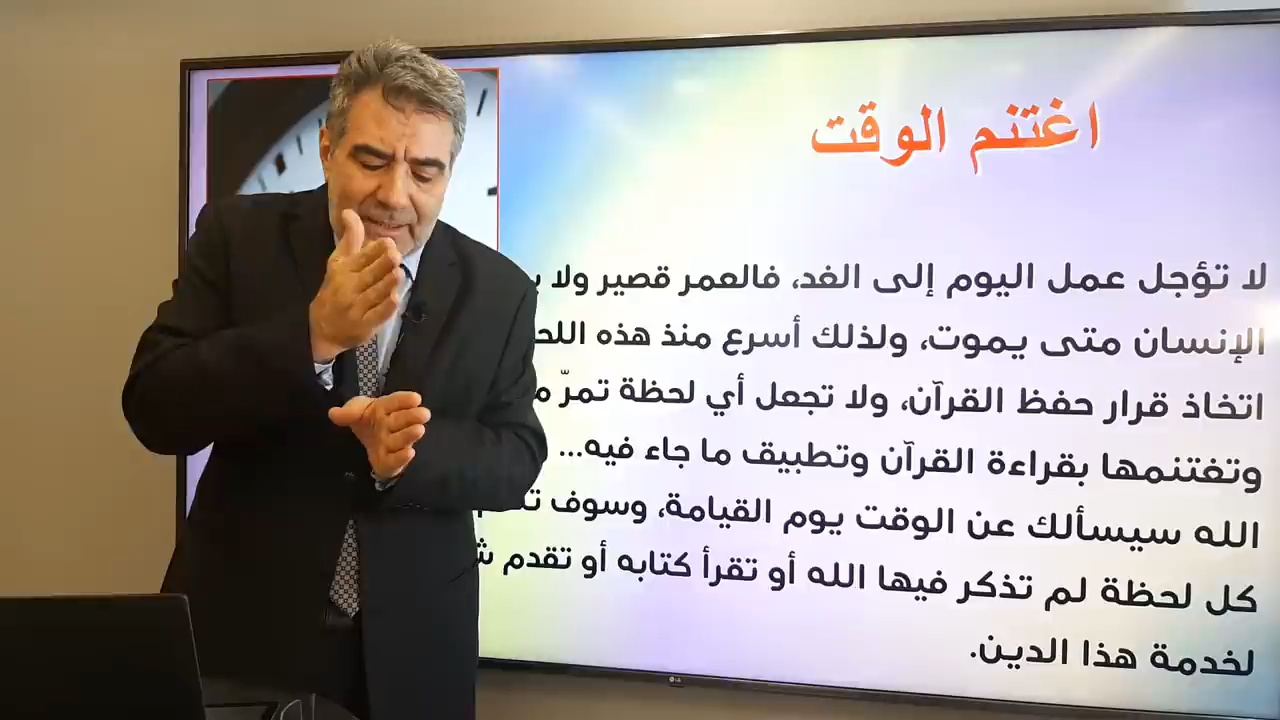 اغتنم الوقت
لا تؤجل عمل اليوم إلى الغد، فالعمر قصير ولا
الإنسان متى يموت، ولذلك أسرع منذ هذه
اتخاذ قرار حفظ القرآن، ولا تجعل أي لحظة تمرّ
وتغتنمها بقراءة القرآن وتطبيق ما جاء فيه...
الله سيسألك عن الوقت يوم القيامة، وسوف
كل لحظة لم تذكر فيها الله أو تقرأ كتابه أو تقدم
لخدمة هذا الدين.
LG